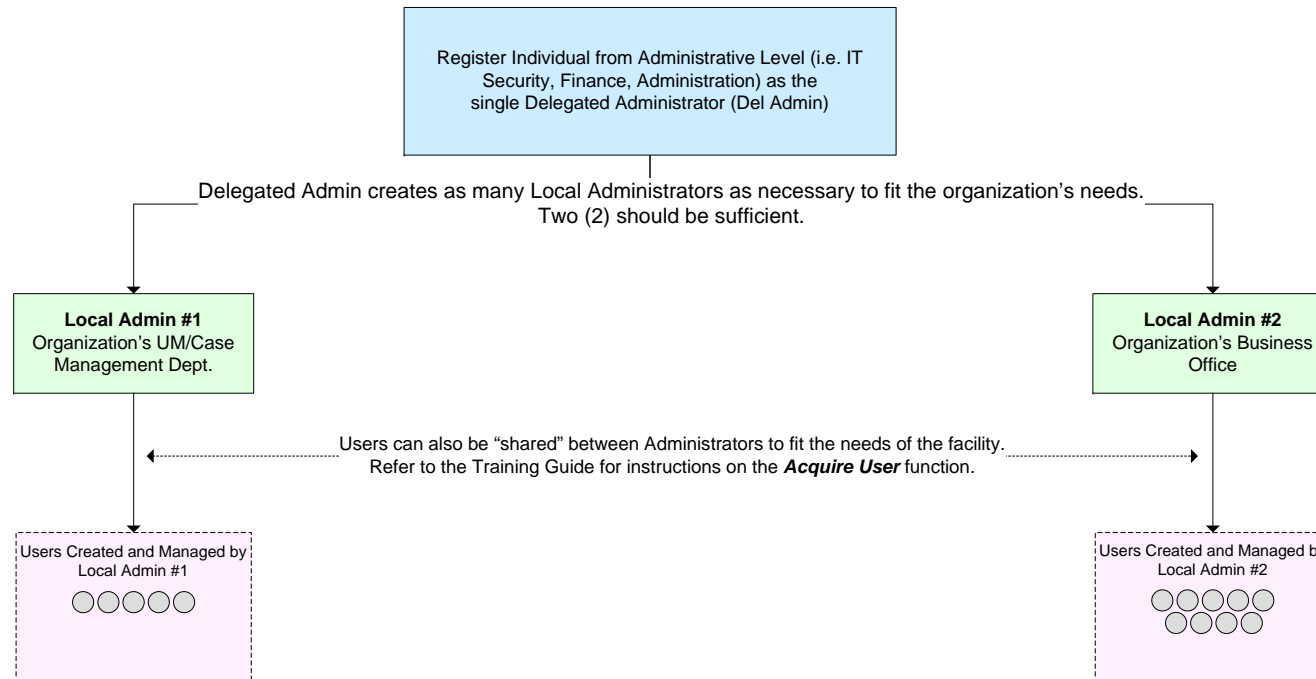 Register Individual from Administrative Level (i.e. IT
Security, Finance, Administration) as the
single Delegated Administrator (Del Admin)
Delegated Admin creates as many Local Administrators as necessary to fit the organization’s needs.
Two (2) should be sufficient.
Local Admin #1
Organization’s UM/Case
Management Dept.
Local Admin #2
Organization’s Business
Office
Users can also be “shared” between Administrators to fit the needs of the facility.
Refer to the Training Guide for instructions on the Acquire User function.
Users Created and Managed by
Local Admin #1
Users Created and Managed b
Local Admin #2